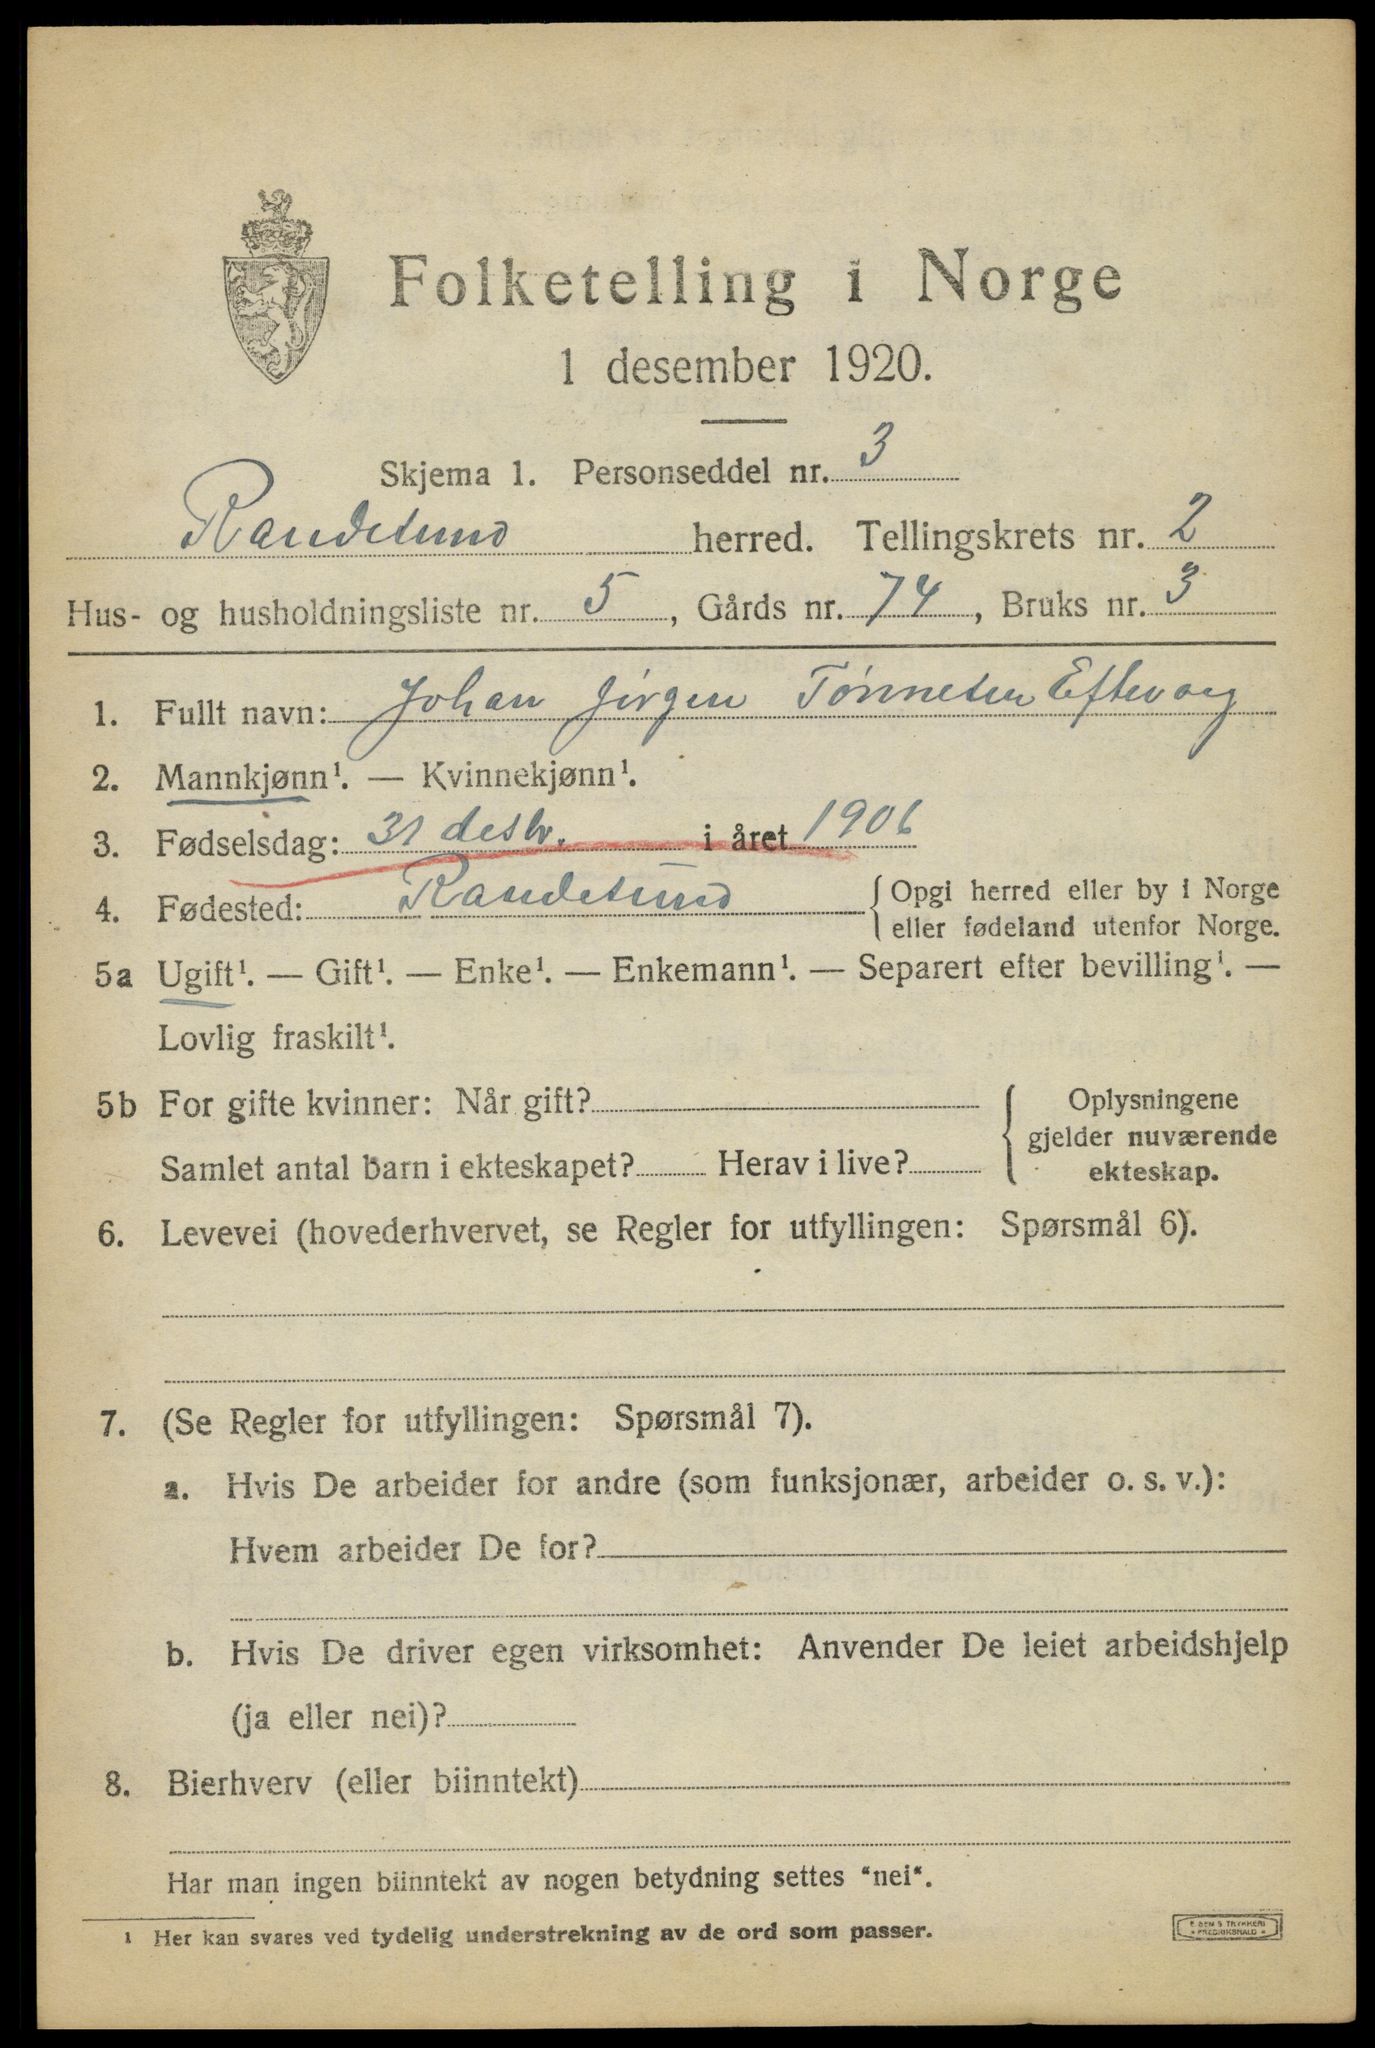 Folketelling i Norge
1 desember 1920.
Skjema 1. Personseddel nr. 3
Randesund herred. Tellingskrets nr. 2
Hus- og husholdningsliste nr. 5, Gårds nr. 74, Bruks nr. 3
1. Fullt navn: Johan Jörgen Tönnesen Eftevag
2. Mannkjønn¹. — Kvinnekjønn¹.
3. Fødselsdag: 31 desbr. i året 1906
4. Fødested: Randesund { Opgi herred eller by i Norge
eller fødeland utenfor Norge.
5a Ugift¹. — Gift¹. — Enke¹. — Enkemann¹. — Separert efter bevilling¹. —
Lovlig fraskilt¹.
5b For gifte kvinner: Når gift? { Oplysningene
gjelder nuværende
Samlet antal barn i ekteskapet? Herav i live? ekteskap.
6. Levevei (hovederhvervet, se Regler for utfyllingen: Spørsmål 6).
7. (Se Regler for utfyllingen: Spørsmål 7).
a. Hvis De arbeider for andre (som funksjonær, arbeider o. s. v.):
Hvem arbeider De for?
b. Hvis De driver egen virksomhet: Anvender De leiet arbeidshjelp
(ja eller nei)?
8. Bierhverv (eller biinntekt)
Har man ingen biinntekt av nogen betydning settes “nei“.
¹ Her kan svares ved tydelig understrekning av de ord som passer.
FREDRIKSHALD